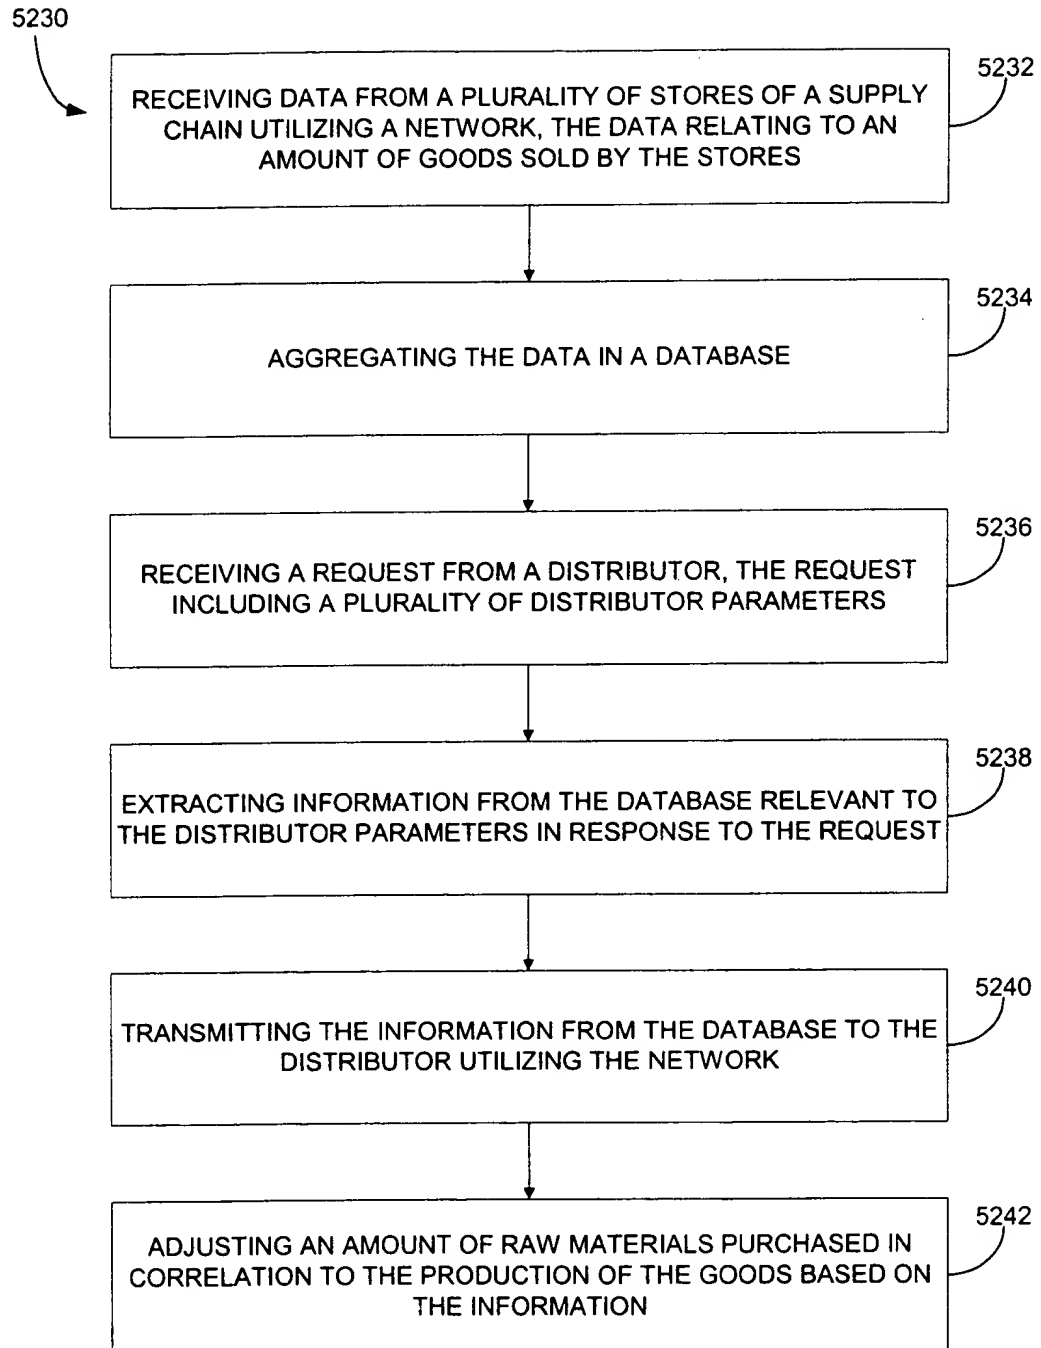 5230
5232
RECEIVING DATA FROM A PLURALITY OF STORES OF A SUPPLY
CHAIN UTILIZING A NETWORK, THE DATA RELATING TO AN
AMOUNT OF GOODS SOLD BY THE STORES
5234
AGGREGATING THE DATA IN A DATABASE
5236
RECEIVING A REQUEST FROM A DISTRIBUTOR, THE REQUEST
INCLUDING A PLURALITY OF DISTRIBUTOR PARAMETERS
5238
EXTRACTING INFORMATION FROM THE DATABASE RELEVANT TO
THE DISTRIBUTOR PARAMETERS IN RESPONSE TO THE REQUEST
5240
TRANSMITTING THE INFORMATION FROM THE DATABASE TO THE
DISTRIBUTOR UTILIZING THE NETWORK
5242
ADJUSTING AN AMOUNT OF RAW MATERIALS PURCHASED IN
CORRELATION TO THE PRODUCTION OF THE GOODS BASED ON
THE INFORMATION